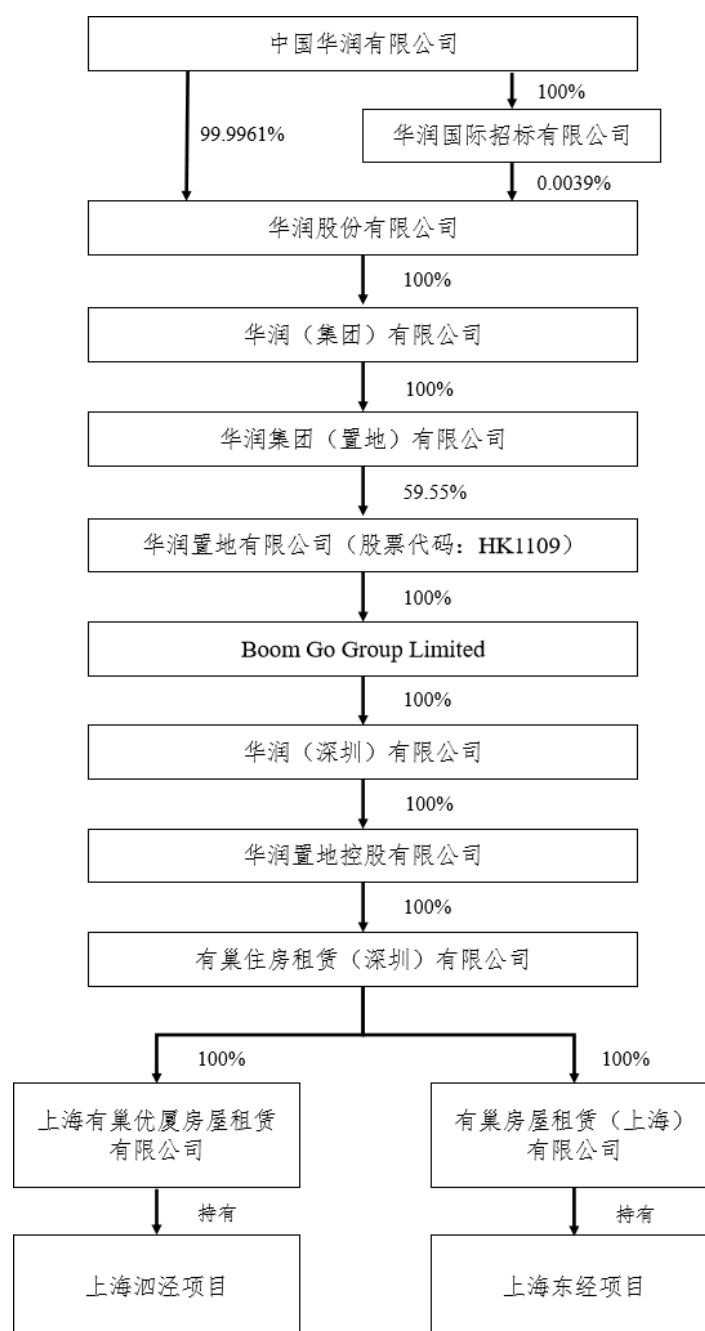 中国华润有限公司
100%
99.9961%
华润国际招标有限公司
0.0039%
华润股份有限公司
100%
华润（集团）有限公司
100%
华润集团（置地）有限公司
59.55%
华润置地有限公司（股票代码：HK1109）
100%
Boom Go Group Limited
100%
华润（深圳）有限公司
100%
华润置地控股有限公司
100%
有巢住房租赁（深圳）有限公司
100%
100%
上海有巢优厦房屋租赁
有限公司
有巢房屋租赁（上海）
有限公司
持有
持有
上海泗泾项目
上海东经项目